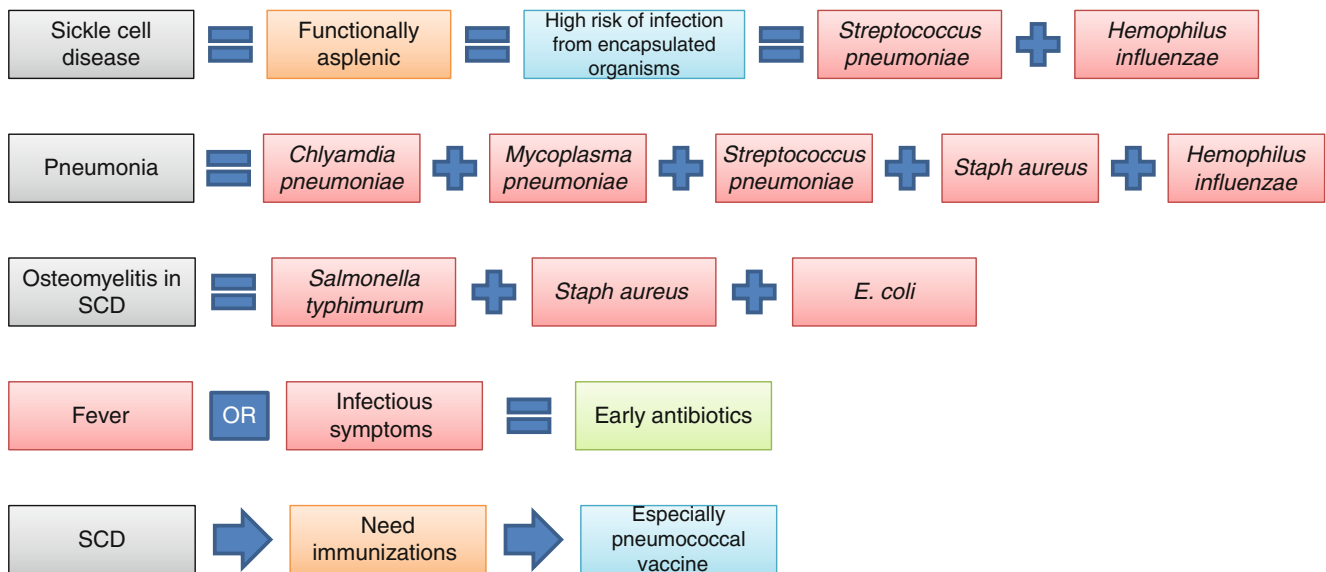 Sickle cell
disease
Functionally
asplenic
High risk of infection
from encapsulated
organisms
Streptococcus
pneumoniae
Hemophilus
influenzae
Pneumonia
Chlyamdia
pneumoniae
Mycoplasma
pneumoniae
Streptococcus
pneumoniae
Staph aureus
Hemophilus
influenzae
Osteomyelitis in
SCD
Salmonella
typhimurum
Staph aureus
E. coli
Fever
OR
Infectious
symptoms
Early antibiotics
SCD
Need
immunizations
Especially
pneumococcal
vaccine